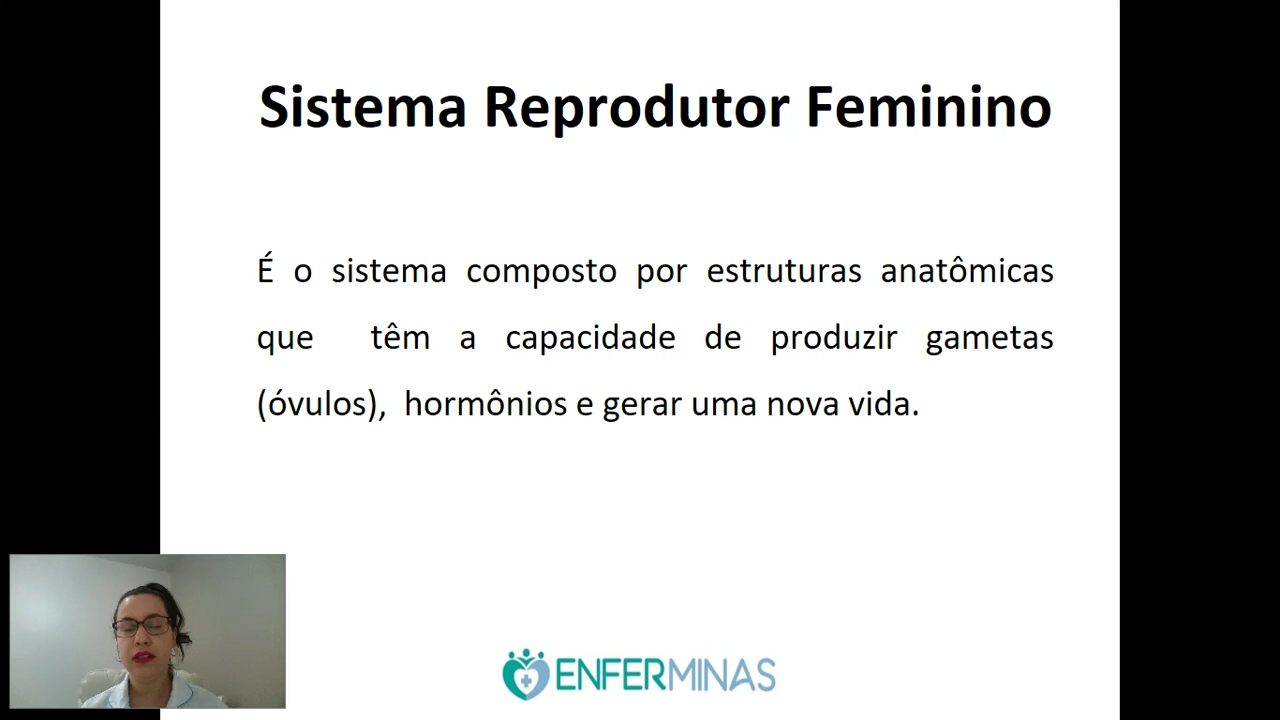 Sistema Reprodutor Feminino
É o sistema composto por estruturas anatômicas
que têm a capacidade de produzir gametas
(óvulos), hormônios e gerar uma nova vida.
ENFERMINAS